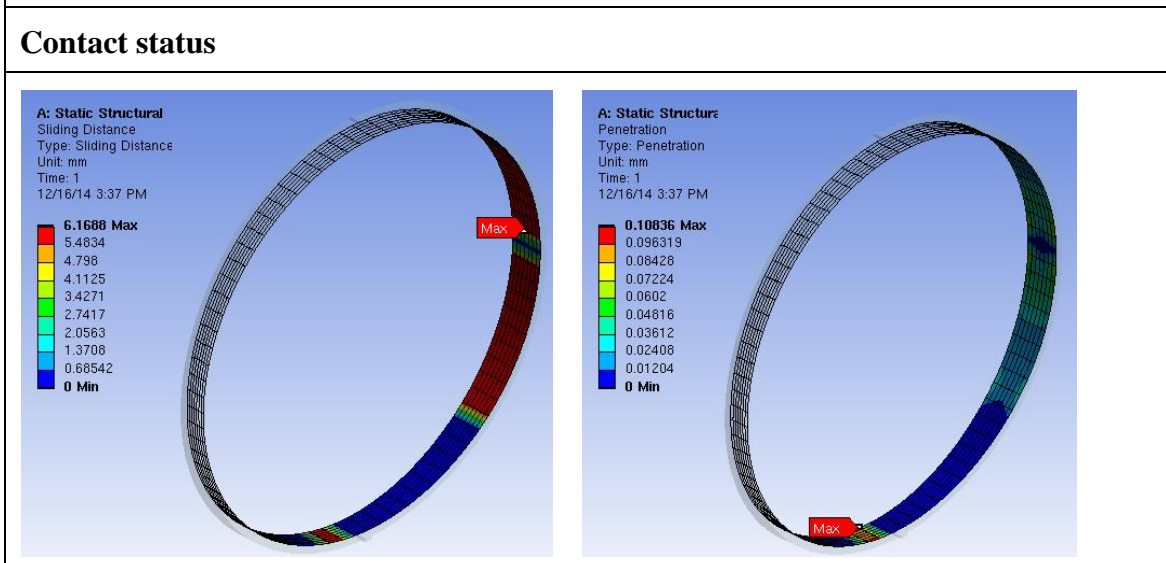 Contact status
A: Static Structural
Sliding Distance
Type: Sliding Distance
Unit: mm
Time: 1
12/16/14 3:37 PM
6.1688 Max
5.4834
4.798
4.1125
3.4271
2.7417
2.0563
1.3708
0.68542
0 Min
Max
A: Static Structura
Penetration
Type: Penetration
Unit: mm
Time: 1
12/16/14 3:37 PM
0.10836 Max
0.096319
0.08428
0.07224
0.0602
0.04816
0.03612
0.02408
0.01204
0 Min
Max